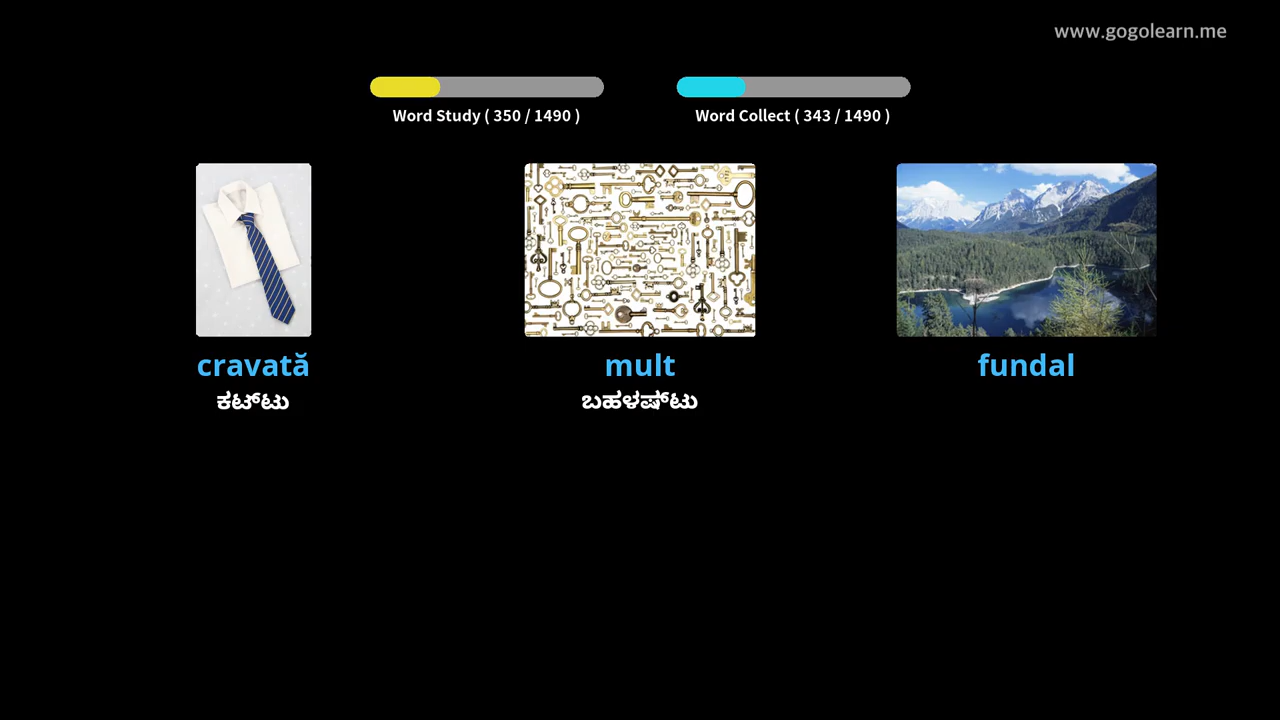 www.gogolearn.me
Word Study ( 350 / 1490 )
Word Collect ( 343 / 1490 )
cravată
mult
fundal
ಕಟ್‌ಟು
ಬಹಳಷ್‌ಟು